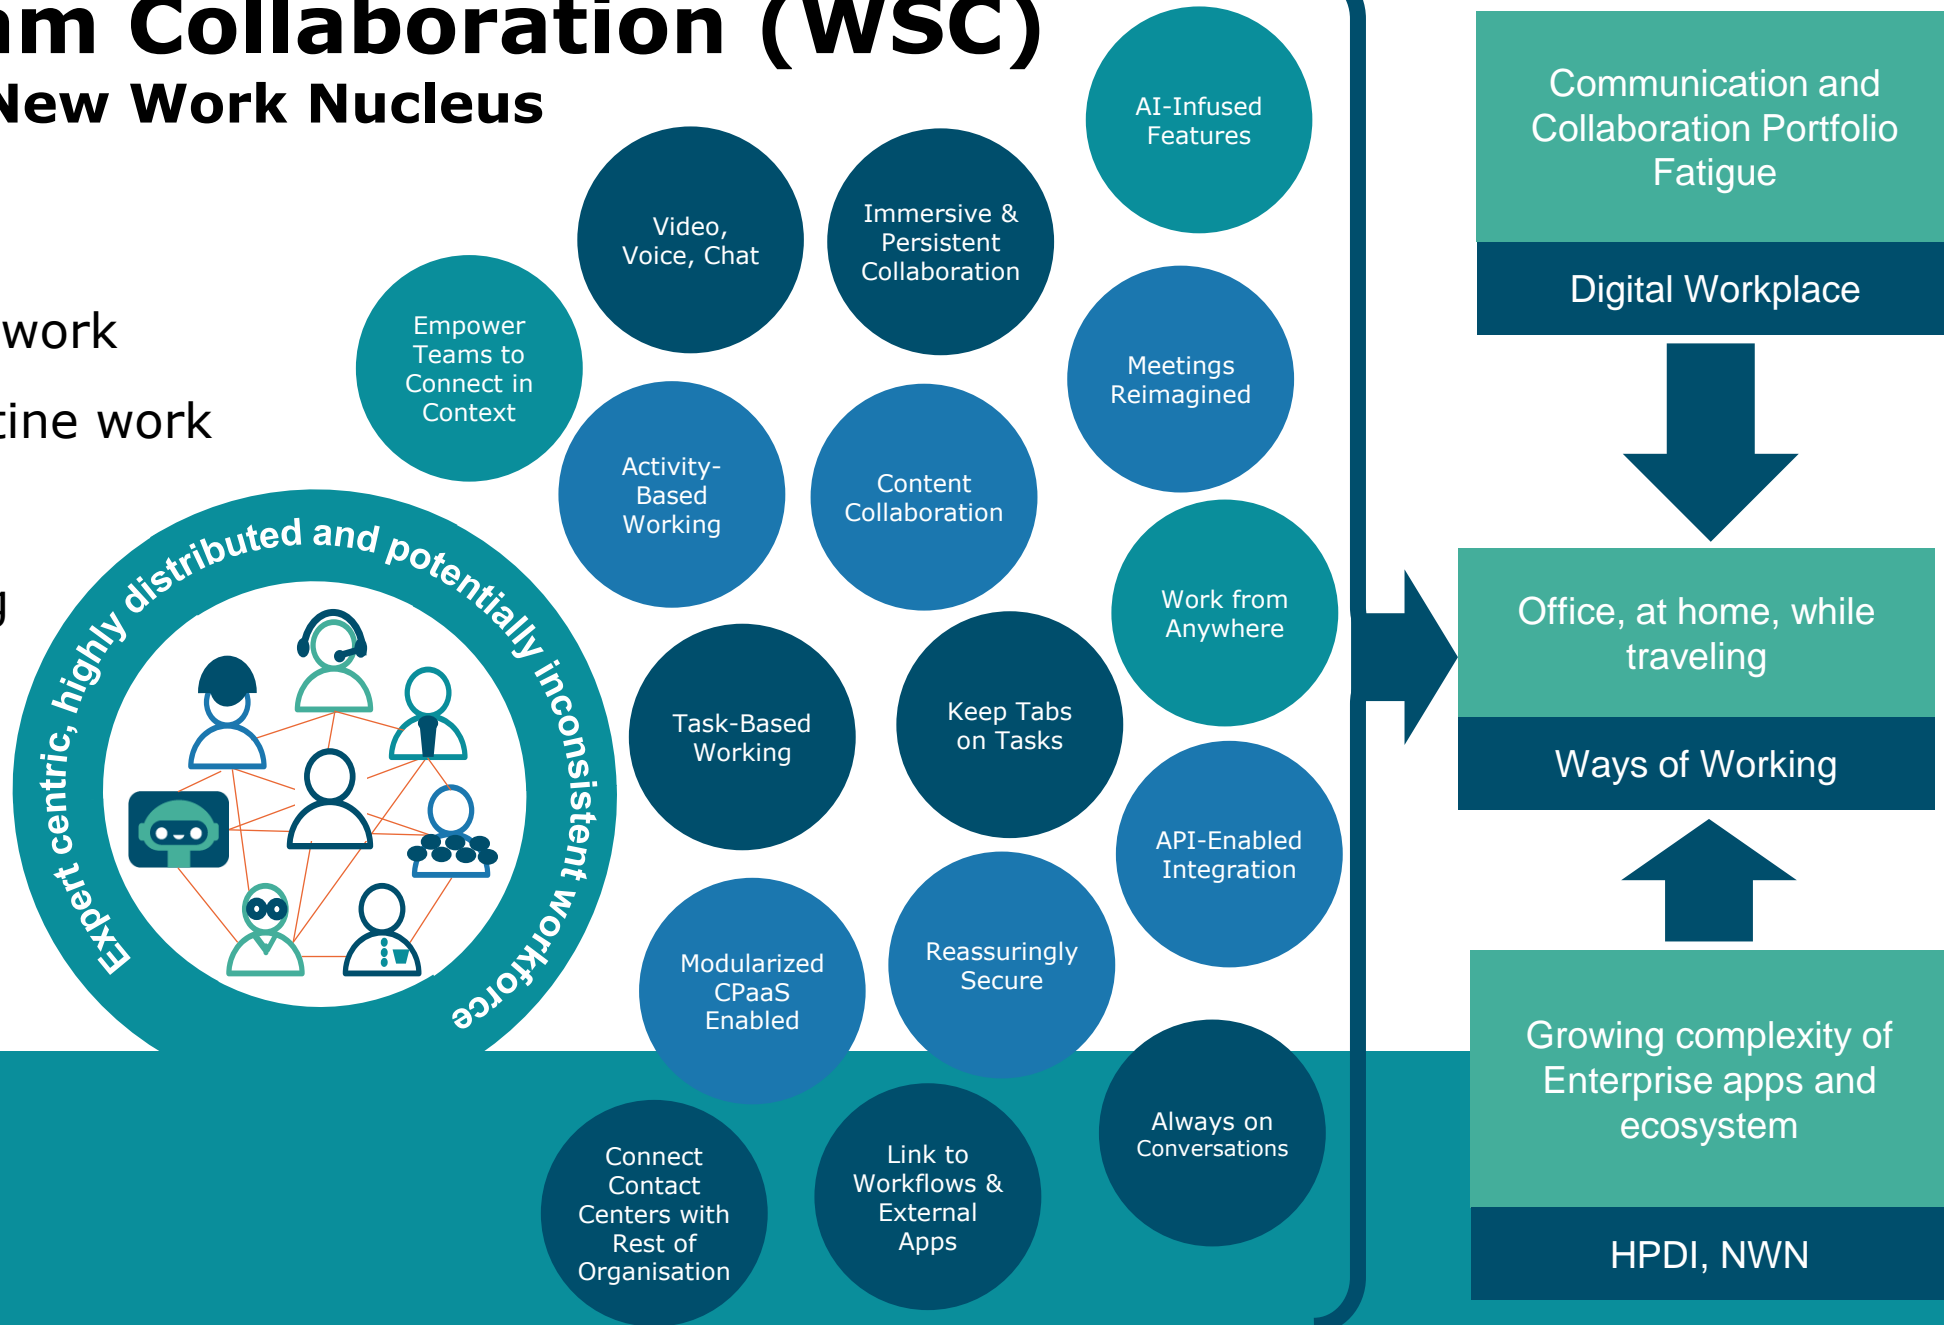 Collaboration (WSC)
New Work Nucleus
work
work
AI-Infused
Features
Video,
Voice, Chat
Immersive &
Persistent
Collaboration
Empower
Teams to
Connect in
Context
Meetings
Reimagined
Activity-
Based
Working
Content
Collaboration
Work from
Anywhere
Task-Based
Working
Keep Tabs
on Tasks
API-Enabled
Integration
Modularized
CPaaS
Enabled
Reassuringly
Secure
Always on
Conversations
Connect
Contact
Centers with
Rest of
Organisation
Link to
Workflows &
External
Apps
Expert centric, highly distributed and potentially inconsistent workforce
Communication and
Collaboration Portfolio
Fatigue
Digital Workplace
Office, at home, while
traveling
Ways of Working
Growing complexity of
Enterprise apps and
ecosystem
HPDI, NWN